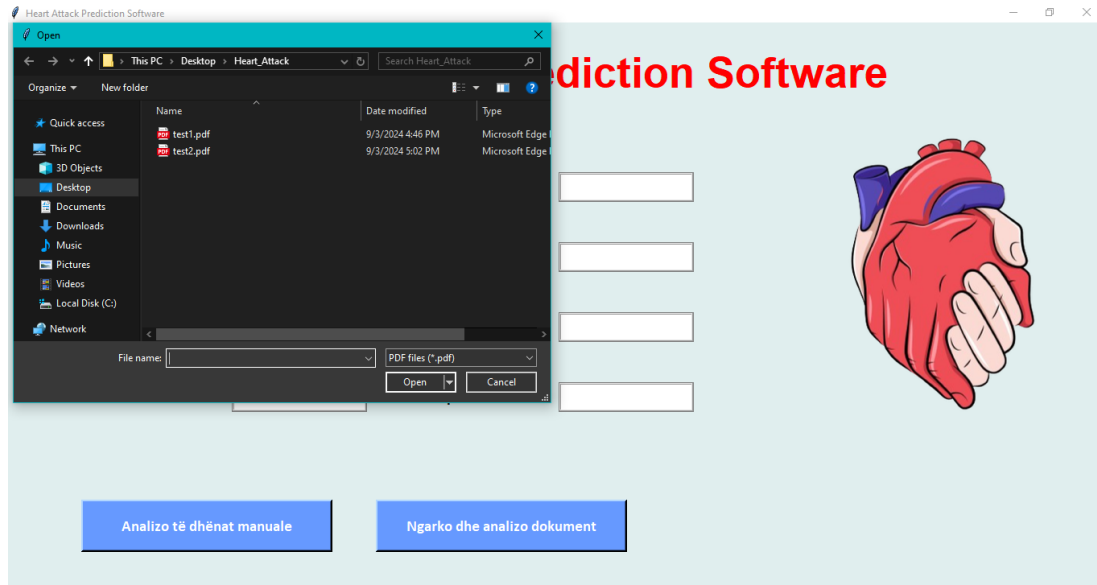 Heart Attack Prediction Software
Open
This PC > Desktop > Heart_Attack
Search Heart_Attack
ediction Software
Organize
New folder
Name
Date modified
Type
Quick access
This PC
3D Objects
Desktop
Documents
Downloads
Music
Pictures
Videos
Local Disk (C:)
Network
PDF test1.pdf 9/3/2024 4:46 PM Microsoft Edge
PDF test2.pdf 9/3/2024 5:02 PM Microsoft Edge
File name:
PDF files (*.pdf)
Open
Cancel
Analizo të dhënat manuale
Ngarko dhe analizo dokument